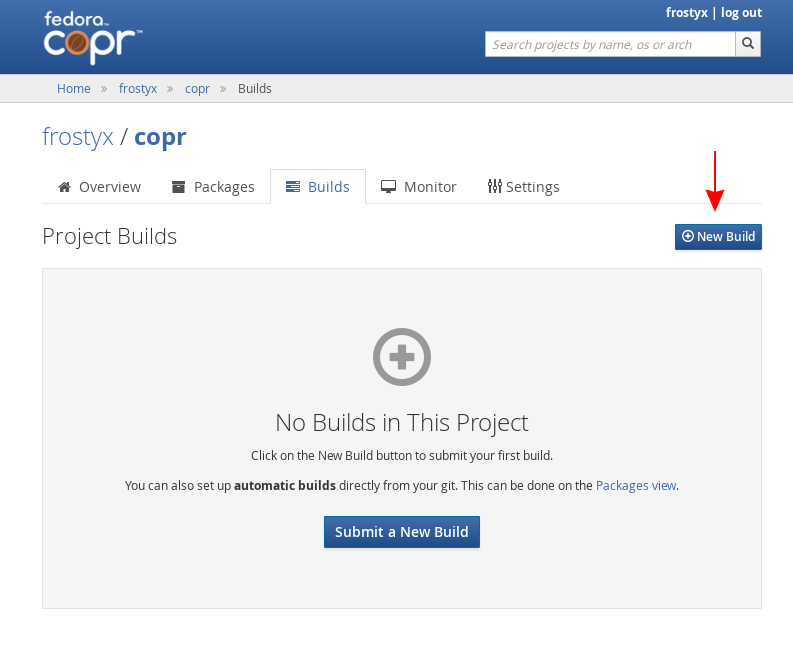 fedora™
copr™
frostyx | log out
Search projects by name, os or arch
Home » frostyx » copr » Builds
frostyx / copr
Overview Packages Builds Monitor Settings
Project Builds
New Build
No Builds in This Project
Click on the New Build button to submit your first build.
You can also set up automatic builds directly from your git. This can be done on the Packages view.
Submit a New Build